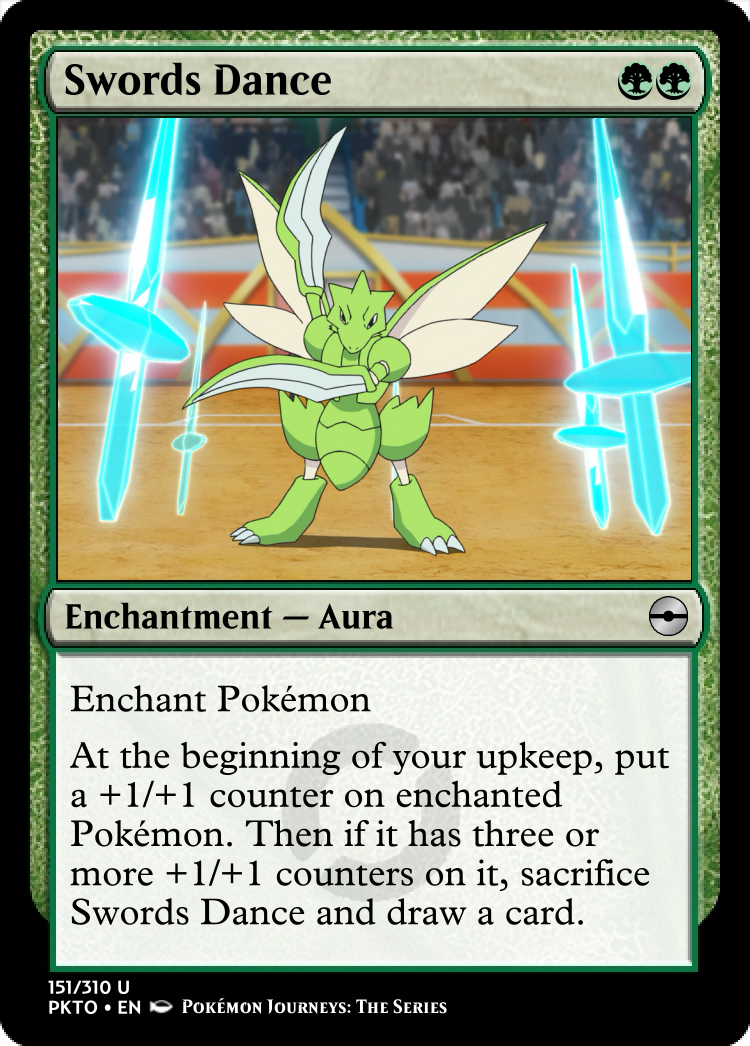 Swords Dance
Enchantment — Aura
Enchant Pokémon
At the beginning of your upkeep, put
a +1/+1 counter on enchanted
Pokémon. Then if it has three or
more +1/+1 counters on it, sacrifice
Swords Dance and draw a card.
151/310 U
PKTO • EN Pokémon Journeys: The Series